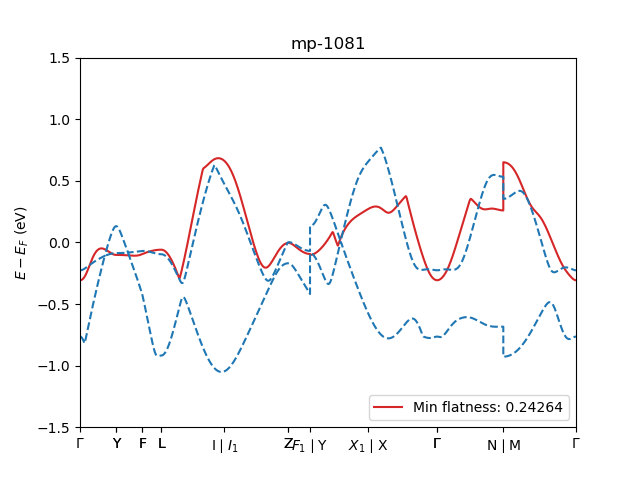 mp-1081
1.5
1.0
0.5
0.0
−0.5
−1.0
−1.5
E − E_F (eV)
Min flatness: 0.24264
Γ Y F L I | I₁ Z F₁ | Y X₁ | X Γ N | M Γ